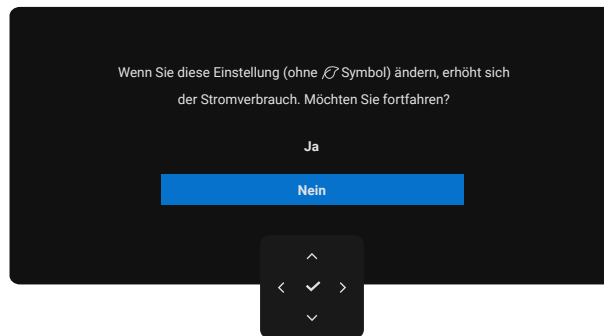 Wenn Sie diese Einstellung (ohne Symbol) ändern, erhöht sich
der Stromverbrauch. Möchten Sie fortfahren?
Ja
Nein